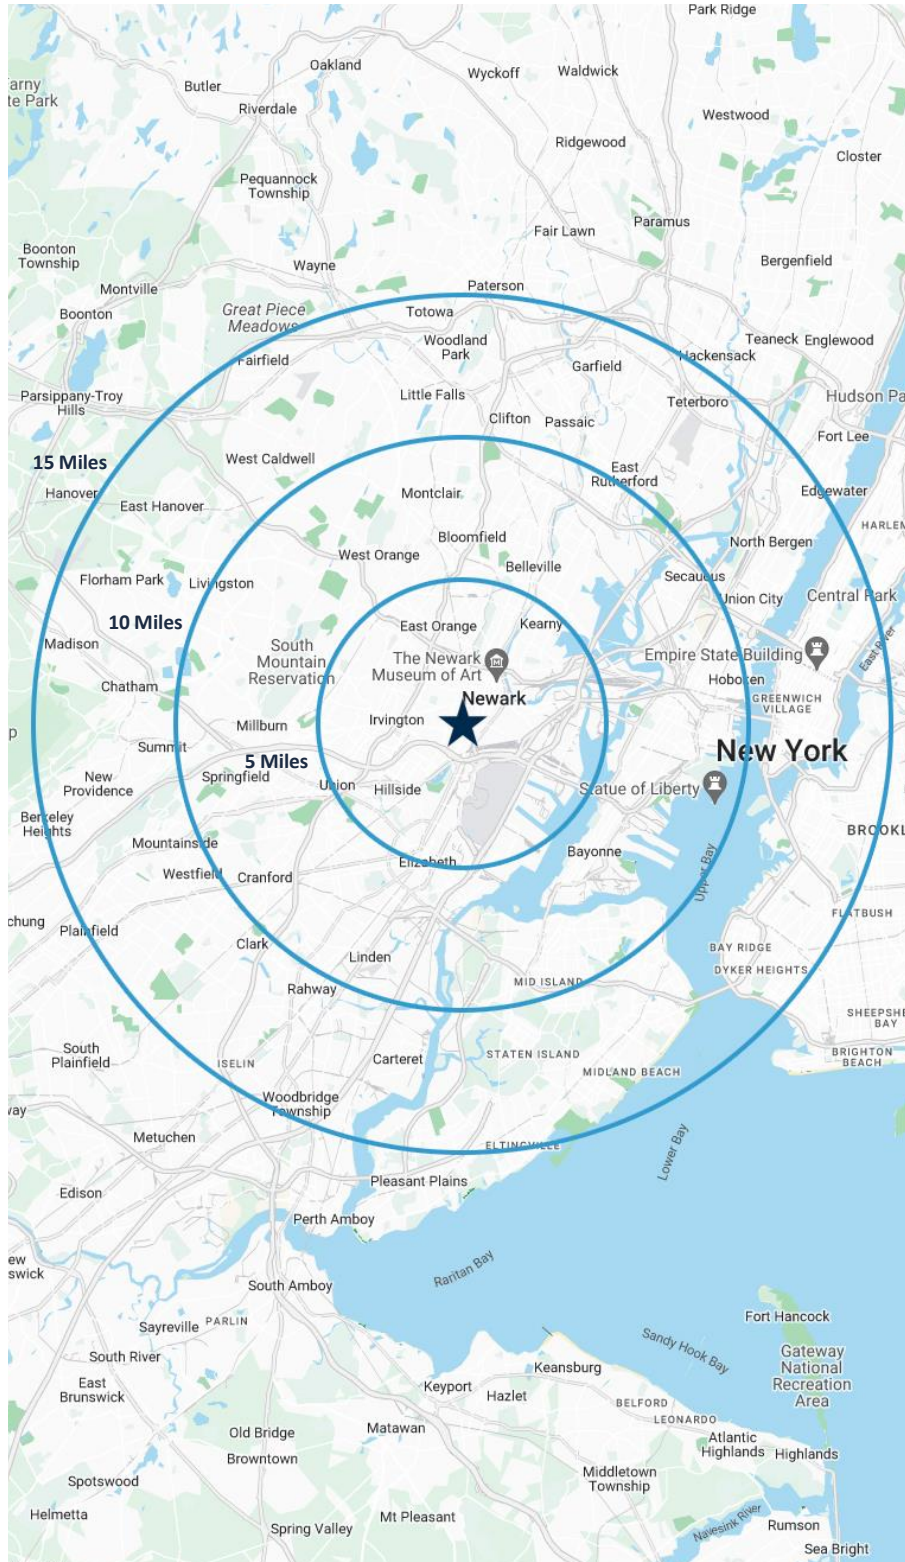 Park Ridge
Oakland
Wyckoff
Waldwick
arny
te Park
Butler
Riverdale
Westwood
Ridgewood
Closter
Pequannock
Township
Paramus
Fair Lawn
Boonton
Township
Bergenfield
Wayne
Montville
Paterson
Boonton
Great Piece
Meadows
Totowa
Woodland
Park
Teaneck
Englewood
Fairfield
Hackensack
Garfield
Parsippany-Troy
Hills
Little Falls
Teterboro
Hudson Pa
Clifton
Passaic
Fort Lee
15 Miles
West Caldwell
East
Rutherford
Hanover
Montclair
Edgewater
East Hanover
HARLEM
Bloomfield
North Bergen
West Orange
Belleville
Florham Park
Livingston
Secaucus
Union City
Central Park
10 Miles
East Orange
Kearny
Madison
South
Mountain
Reservation
The Newark
Museum of Art
Empire State Building
East River
Chatham
Hoboken
Newark
GREENWICH
VILLAGE
Irvington
Millburn
Summit
New York
5 Miles
New
Providence
Springfield
Union
Hillside
Statue of Liberty
Berkeley
Heights
BROOKL
Mountainside
Elizabeth
Bayonne
Westfield
Cranford
Upper Bay
chung
Plainfield
FLATBUSH
Clark
BAY RIDGE
Linden
DYKER HEIGHTS
MID ISLAND
Rahway
SHEEPSHE
BAY
South
Plainfield
ISELIN
Carteret
STATEN ISLAND
BRIGHTON
BEACH
MIDLAND BEACH
Woodbridge
Township
way
Metuchen
ELTINGVILLE
Lower Bay
Edison
Pleasant Plains
Perth Amboy
ew
swick
Raritan Bay
South Amboy
Fort Hancock
Sayreville
PARLIN
Sandy Hook Bay
Gateway
National
Recreation
Area
South River
East
Brunswick
Keansburg
Keyport
Hazlet
BELFORD
LEONARDO
Matawan
Old Bridge
Browntown
Atlantic
Highlands
Highlands
Spotswood
Middletown
Township
Helmetta
Mt Pleasant
Navesink River
Spring Valley
Rumson
Sea Bright